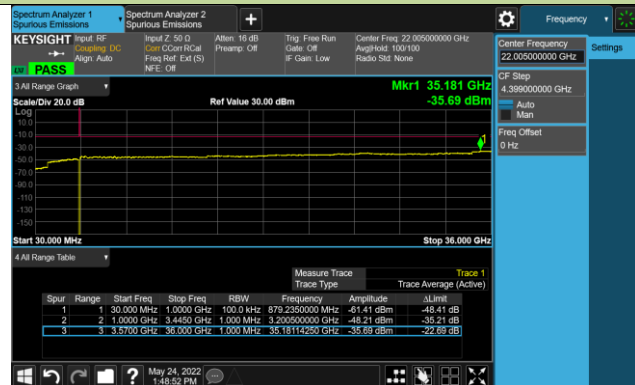 Spectrum Analyzer 1
Spurious Emissions
Spectrum Analyzer 2
Spurious Emissions
Frequency
KEYSIGHT
Input: RF
Coupling: DC
Align: Auto
Input Z: 50 Ω
Corr CCorr RCal
Freq Ref: Ext (S)
NFE: Off
Atten: 18 dB
Preamp: Off
Trig: Free Run
Gate: Off
IF Gain: Low
Center Freq: 22.005000000 GHz
Avg|Hold: 100/100
Radio Std: None
PASS
Center Frequency
22.005000000 GHz
Settings
CF Step
4.399000000 GHz
Auto
Man
Freq Offset
0 Hz
3 All Range Graph
Mkr1 35.181 GHz
Scale/Div 20.0 dB
Ref Value 30.00 dBm
-35.69 dBm
Log
10.0
-10.0
-30.0
-50.0
-70.0
-90.0
-110
-130
-150
1
Start 30.000 MHz
Stop 36.000 GHz
4 All Range Table
Measure Trace Trace 1
Trace Type Trace Average (Active)
Spur Range Start Freq Stop Freq RBW Frequency Amplitude ΔLimit
1 1 30.000 MHz 1.0000 GHz 100.0 kHz 879.2350000 MHz -61.41 dBm -48.41 dB
2 2 1.0000 GHz 3.4450 GHz 1.000 MHz 3.200500000 GHz -48.21 dBm -35.21 dB
3 3 3.5700 GHz 36.000 GHz 1.000 MHz 35.18114250 GHz -35.69 dBm -22.69 dB
May 24, 2022
1:48:52 PM